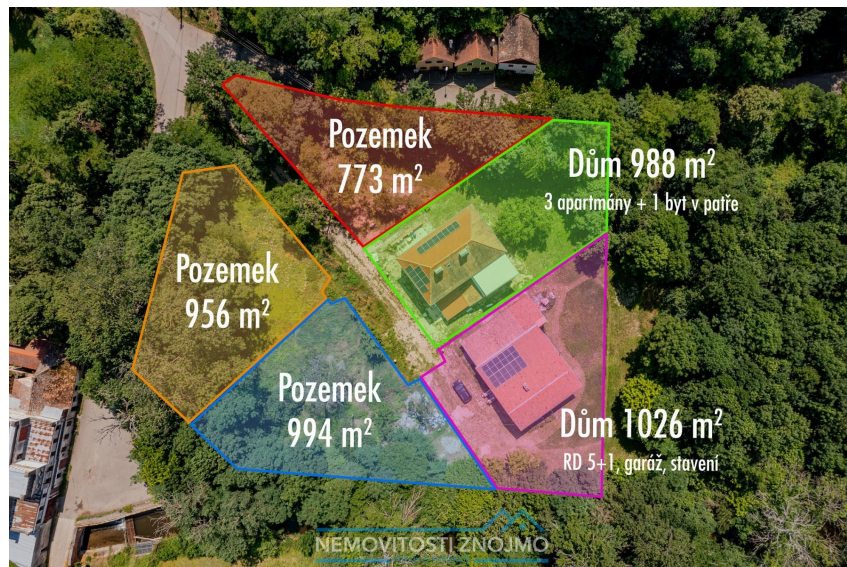 Pozemek
773 m²
Dům 988 m²
3 apartmány + 1 byt v patře
Pozemek
956 m²
Pozemek
994 m²
Dům 1026 m²
RD 5+1, garáž, stavení
NEMOVITOSTI ZNOJMO